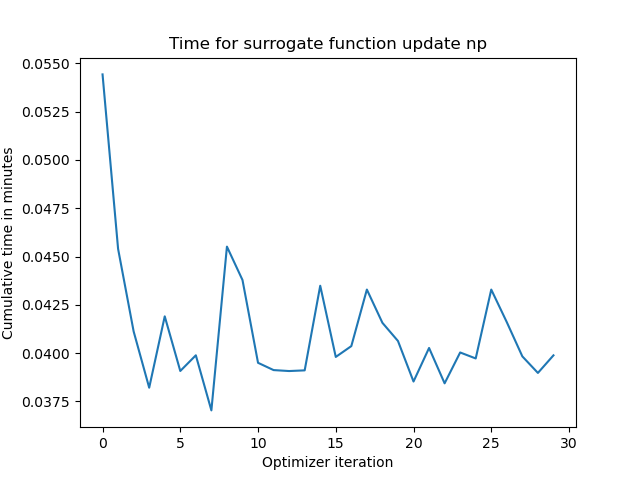 Time for surrogate function update np
Cumulative time in minutes
0.0550
0.0525
0.0500
0.0475
0.0450
0.0425
0.0400
0.0375
0 5 10 15 20 25 30
Optimizer iteration